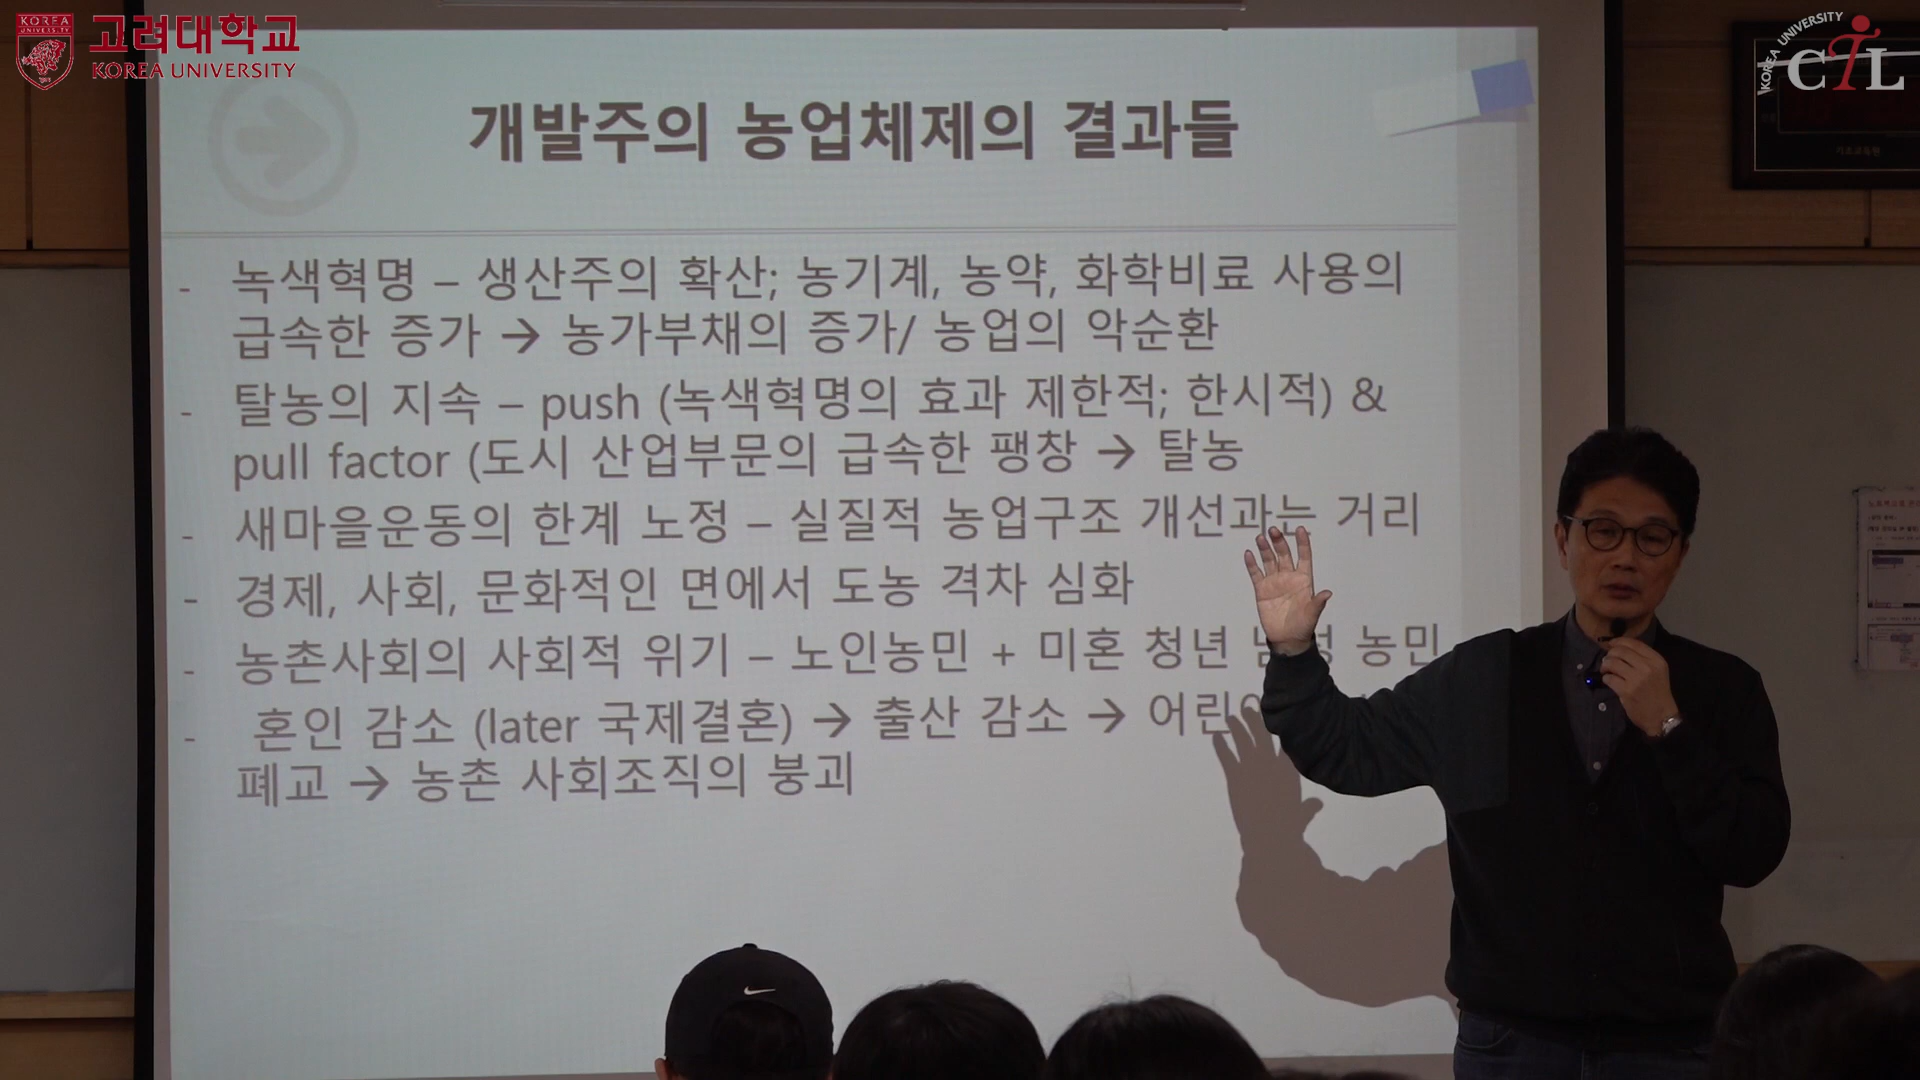 KOREA UNIVERSITY
고려대학교
KOREA UNIVERSITY
KOREA UNIVERSITY
CTL
기초교육원
개발주의 농업체제의 결과들
- 녹색혁명 – 생산주의 확산; 농기계, 농약, 화학비료 사용의
급속한 증가 → 농가부채의 증가/ 농업의 악순환
- 탈농의 지속 – push (녹색혁명의 효과 제한적; 한시적) &
pull factor (도시 산업부문의 급속한 팽창 → 탈농
- 새마을운동의 한계 노정 – 실질적 농업구조 개선과는 거리
- 경제, 사회, 문화적인 면에서 도농 격차 심화
- 농촌사회의 사회적 위기 – 노인농민 + 미혼 청년 농민
- 혼인 감소 (later 국제결혼) → 출산 감소 →
폐교 → 농촌 사회조직의 붕괴